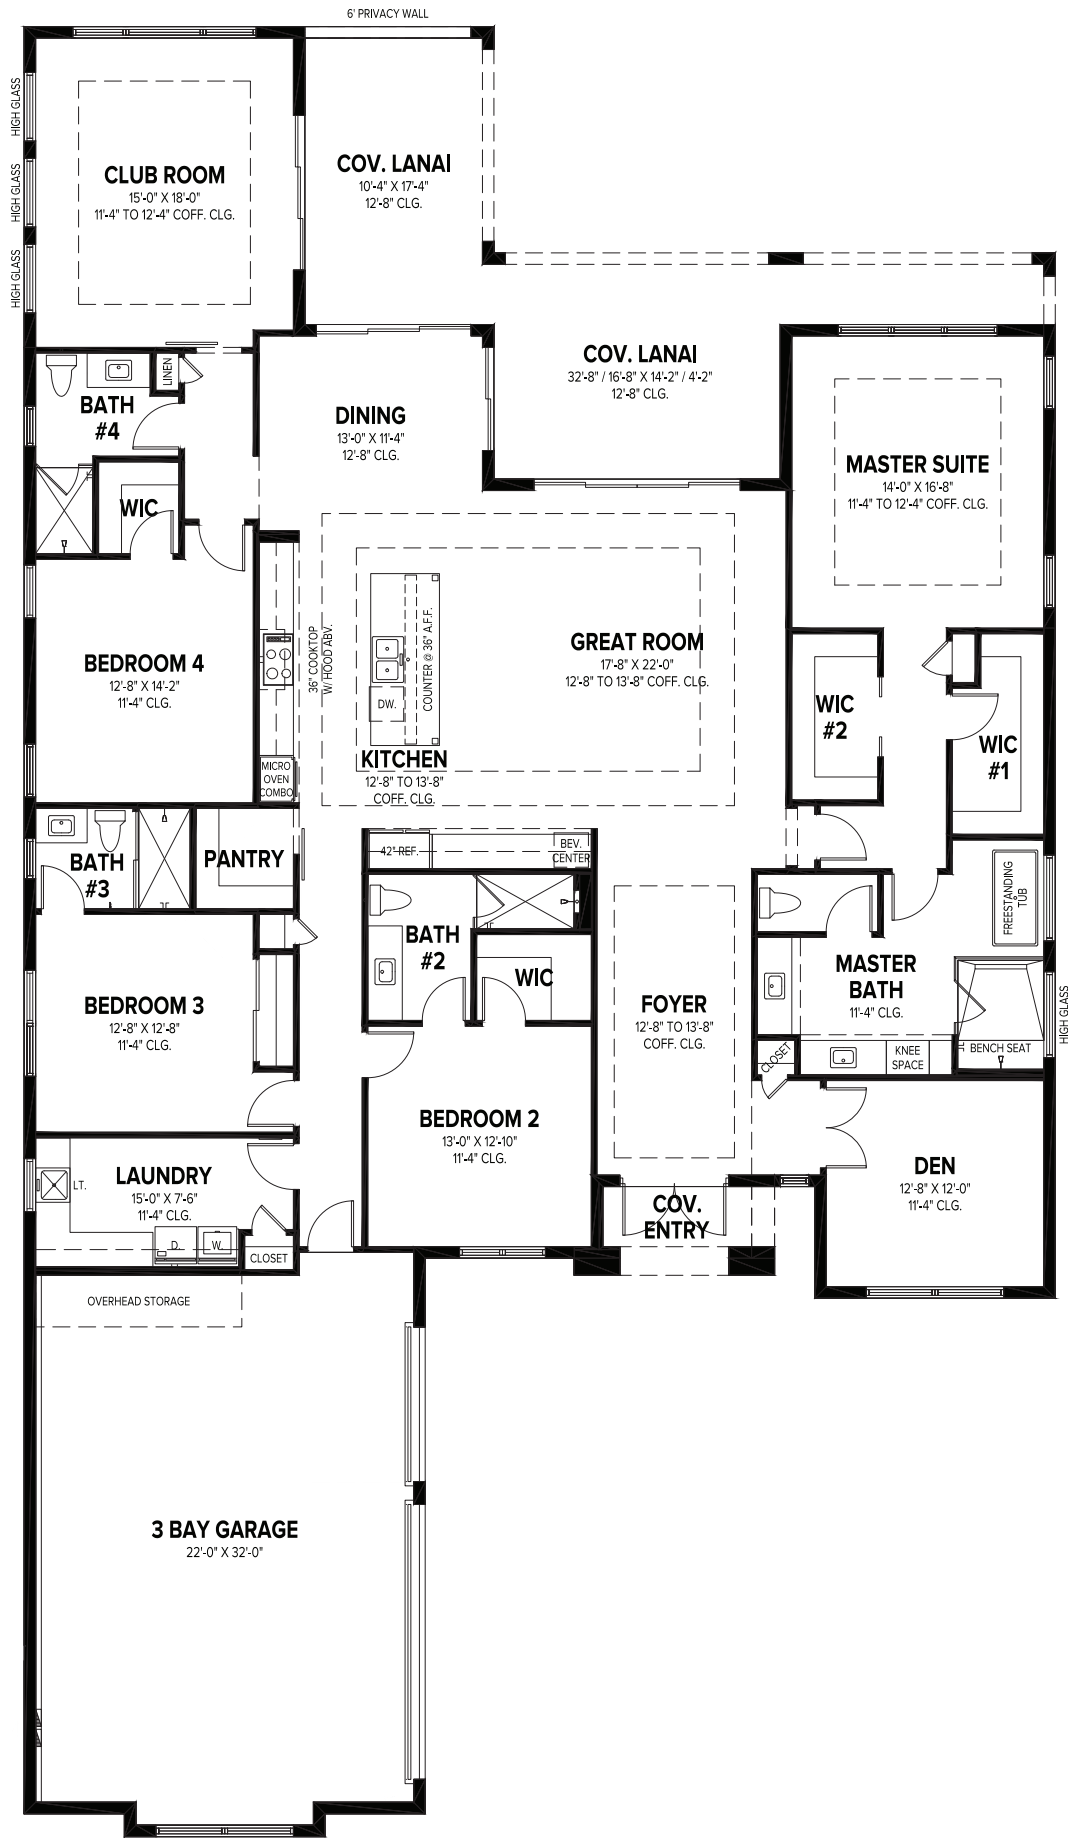 6' PRIVACY WALL
HIGH GLASS
HIGH GLASS
HIGH GLASS
CLUB ROOM
15'-0" X 18'-0"
11'-4" TO 12'-4" COFF. CLG.
COV. LANAI
10'-4" X 17'-4"
12'-8" CLG.
COV. LANAI
32'-8" / 16'-8" X 14'-2" / 4'-2"
12'-8" CLG.
LINEN
BATH
#4
DINING
13'-0" X 11'-4"
12'-8" CLG.
MASTER SUITE
14'-0" X 16'-8"
11'-4" TO 12'-4" COFF. CLG.
WIC
BEDROOM 4
12'-8" X 14'-2"
11'-4" CLG.
36" COOKTOP
W/ HOOD ABV.
COUNTER @ 36" A.F.F.
DW.
GREAT ROOM
17'-8" X 22'-0"
12'-8" TO 13'-8" COFF. CLG.
WIC
#2
WIC
#1
MICRO
OVEN
COMBO
KITCHEN
12'-8" TO 13'-8"
COFF. CLG.
BATH
#3
PANTRY
42" REF.
BEV.
CENTER
FREESTANDING
TUB
BATH
#2
WIC
MASTER
BATH
11'-4" CLG.
BEDROOM 3
12'-8" X 12'-8"
11'-4" CLG.
FOYER
12'-8" TO 13'-8"
COFF. CLG.
HIGH GLASS
CLOSET
KNEE
SPACE
BENCH SEAT
BEDROOM 2
13'-0" X 12'-10"
11'-4" CLG.
LAUNDRY
15'-0" X 7'-6"
11'-4" CLG.
LT.
D.
W.
CLOSET
COV.
ENTRY
DEN
12'-8" X 12'-0"
11'-4" CLG.
OVERHEAD STORAGE
3 BAY GARAGE
22'-0" X 32'-0"